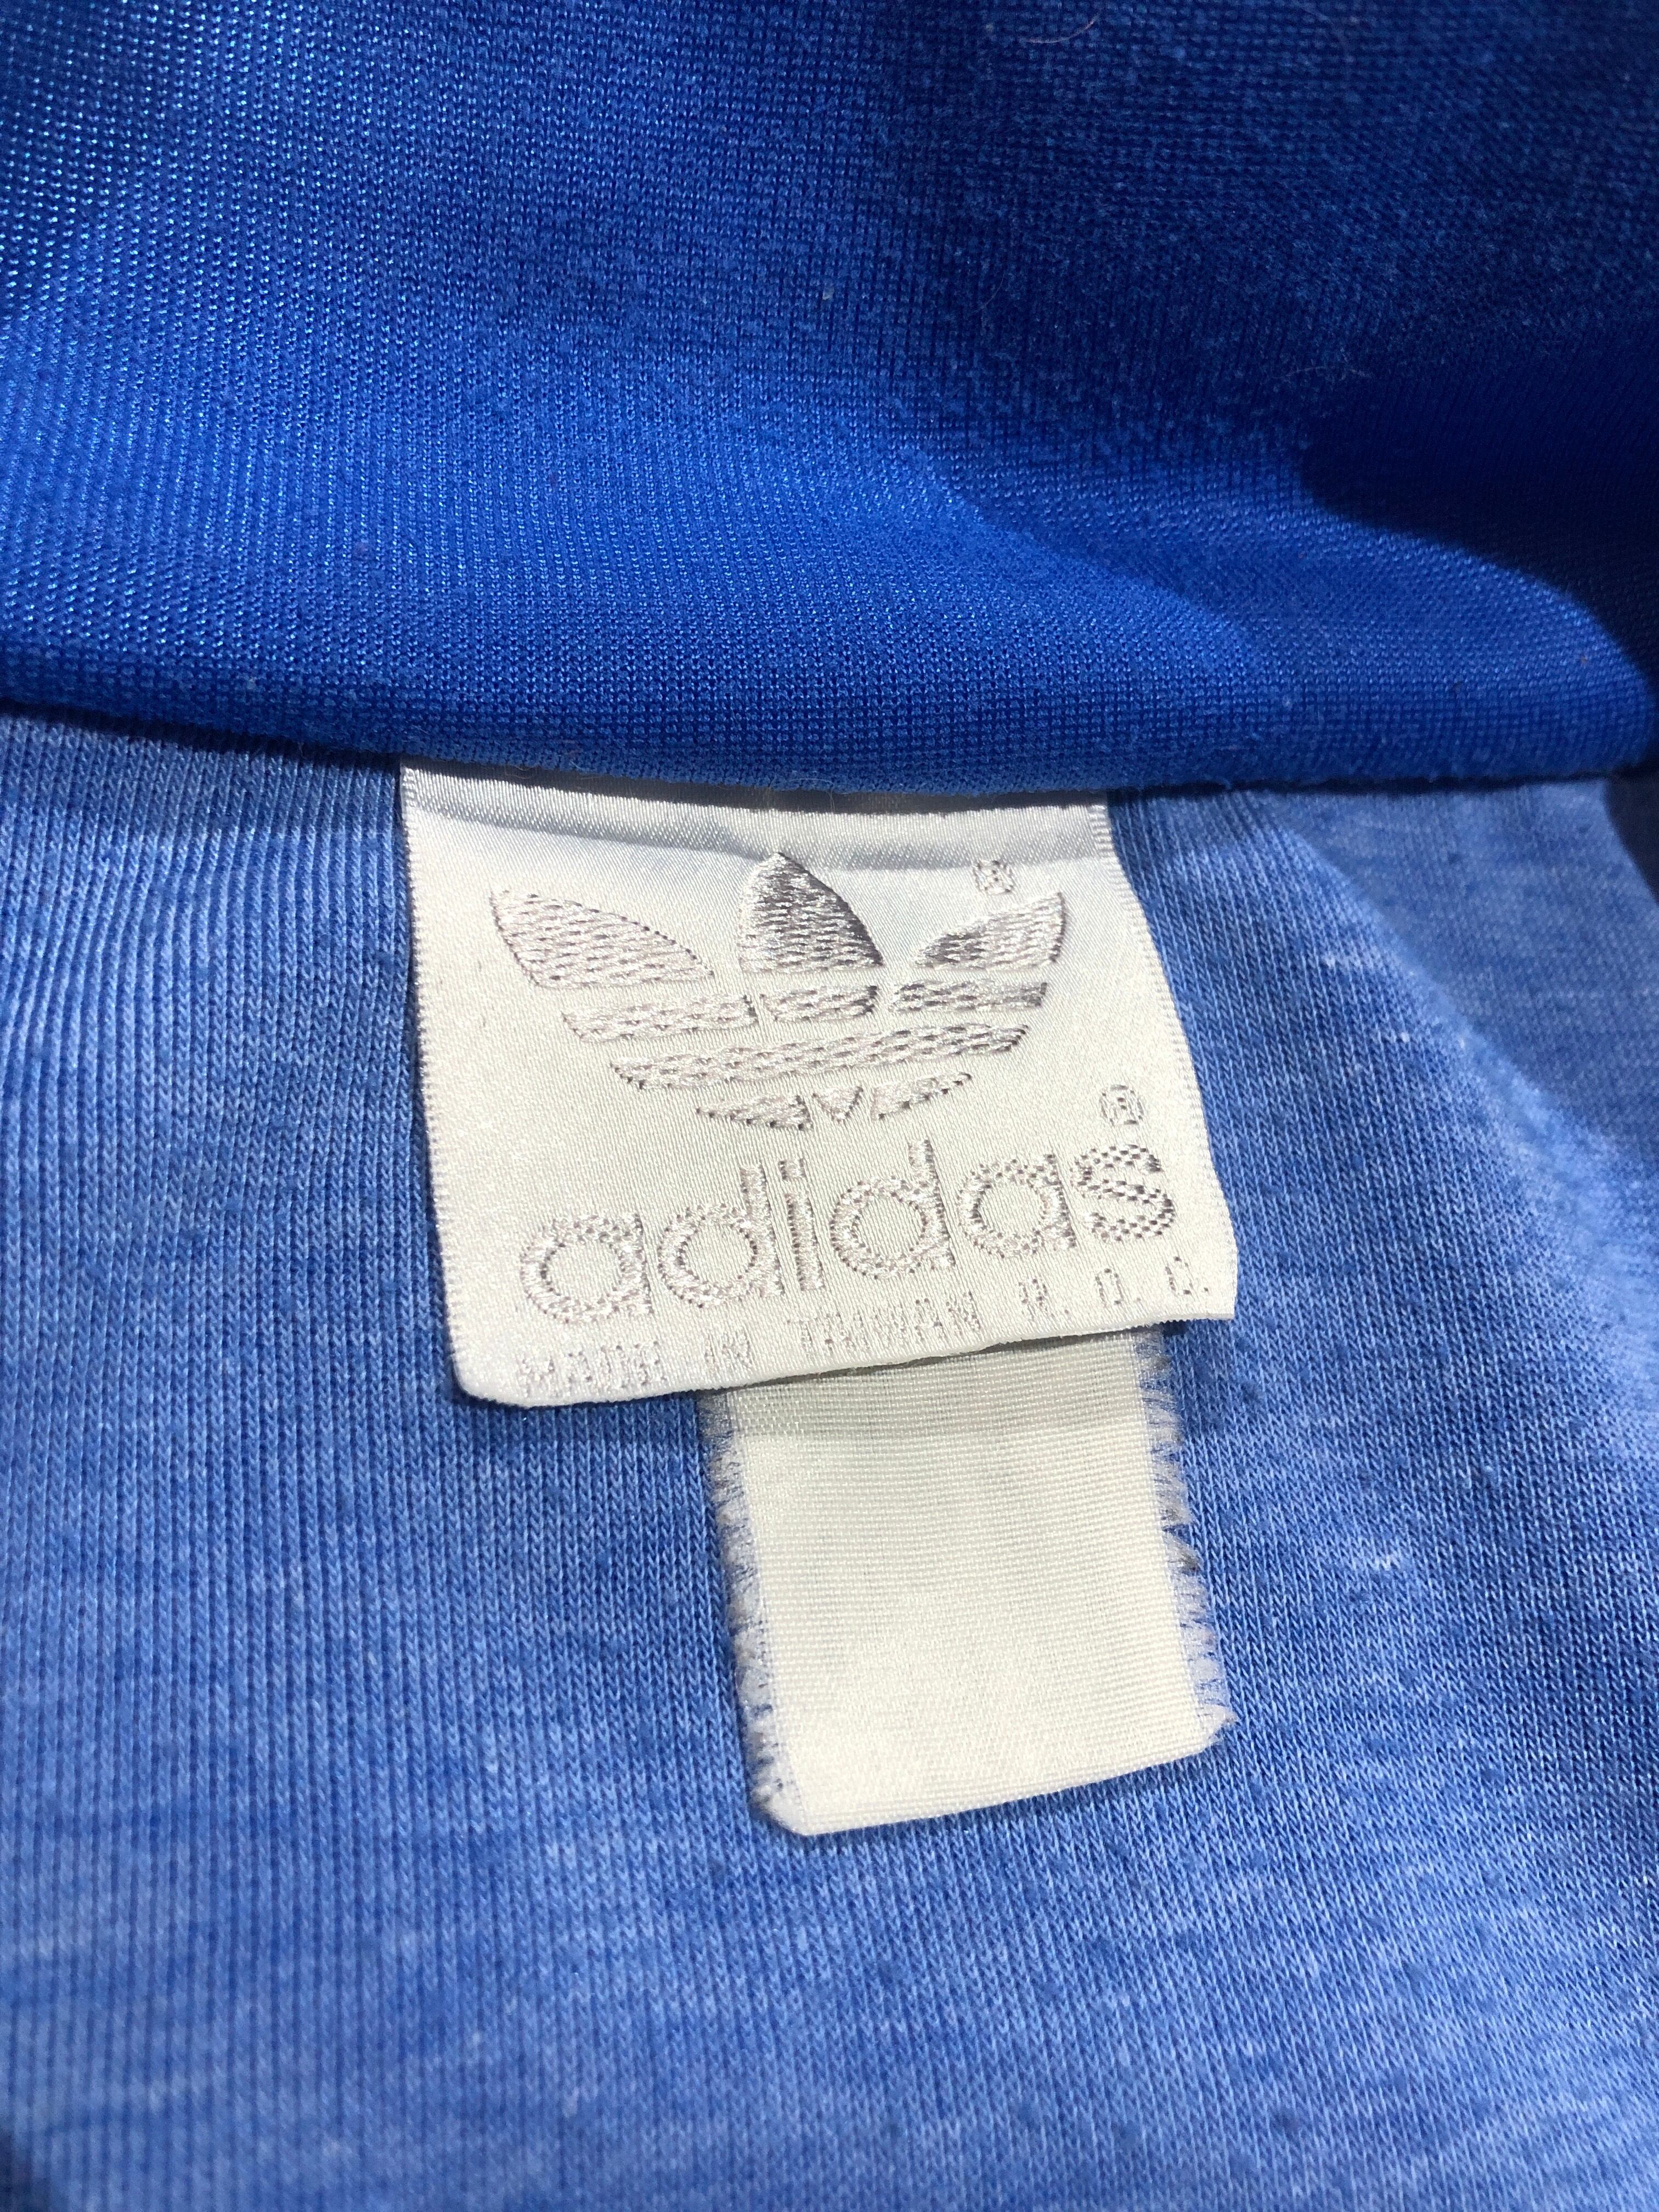 ®
®
adidas
MADE IN TAIWAN R. O. C.